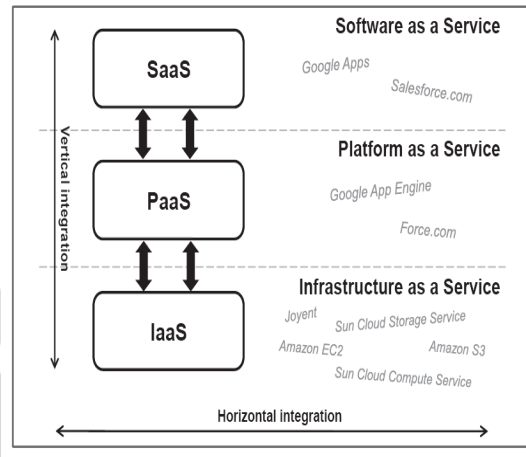 Software as a Service
SaaS
Google Apps
Salesforce.com
Vertical integration
Platform as a Service
PaaS
Google App Engine
Force.com
Infrastructure as a Service
IaaS
Joyent
Sun Cloud Storage Service
Amazon EC2
Amazon S3
Sun Cloud Compute Service
Horizontal integration